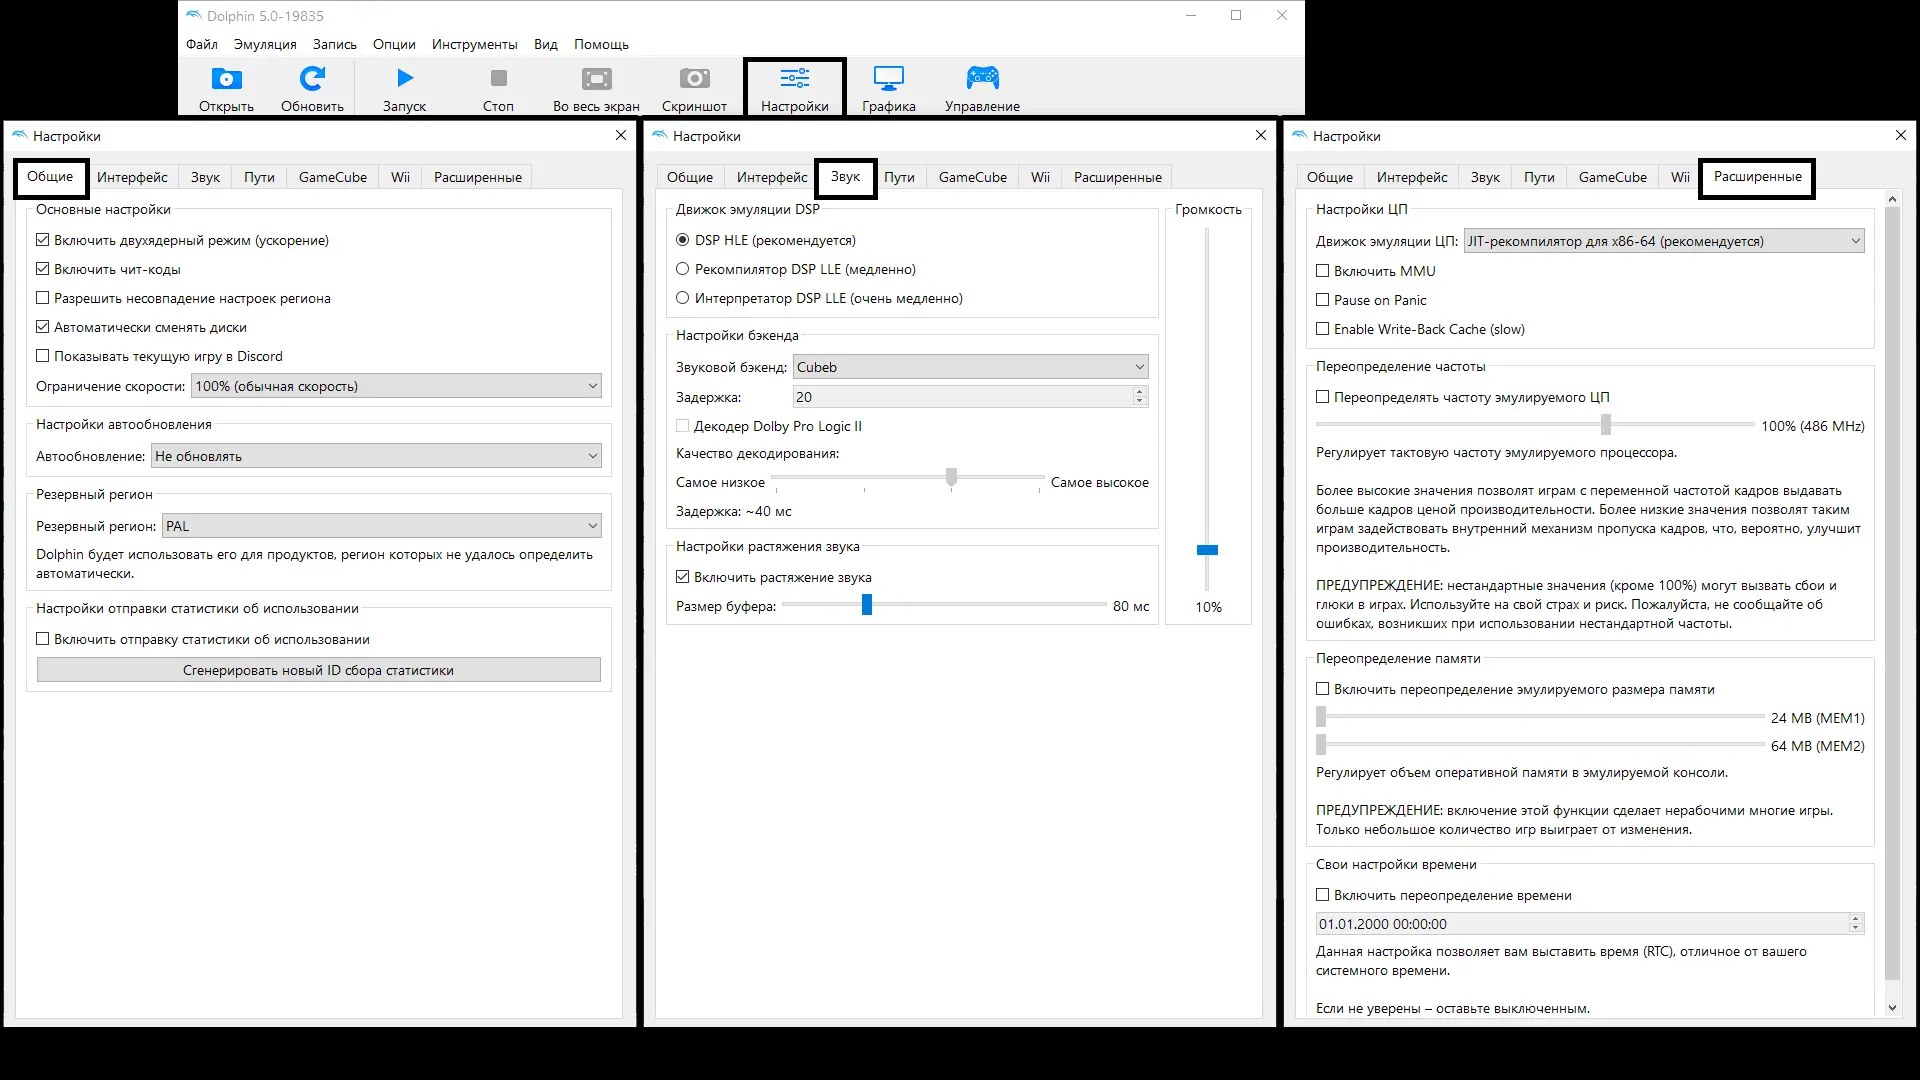 Dolphin 5.0-19835
Файл Эмуляция Запись Опции Инструменты Вид Помощь
Открыть Обновить Запуск Стоп Во весь экран Скриншот Настройки Графика Управление
Настройки
Общие Интерфейс Звук Пути GameCube Wii Расширенные
Основные настройки
Включить двухядерный режим (ускорение)
Включить чит-коды
Разрешить несовпадение настроек региона
Автоматически сменять диски
Показывать текущую игру в Discord
Ограничение скорости: 100% (обычная скорость)
Настройки автообновления
Автообновление: Не обновлять
Резервный регион
Резервный регион: PAL
Dolphin будет использовать его для продуктов, регион которых не удалось определить
автоматически.
Настройки отправки статистики об использовании
Включить отправку статистики об использовании
Сгенерировать новый ID сбора статистики
Настройки
Общие Интерфейс Звук Пути GameCube Wii Расширенные
Движок эмуляции DSP
DSP HLE (рекомендуется)
Рекомпилятор DSP LLE (медленно)
Интерпретатор DSP LLE (очень медленно)
Настройки бэкенда
Звуковой бэкенд: Cubeb
Задержка: 20
Декодер Dolby Pro Logic II
Качество декодирования:
Самое низкое Самое высокое
Задержка: ~40 мс
Настройки растяжения звука
Включить растяжение звука
Размер буфера: 80 мс
Громкость
10%
Настройки
Общие Интерфейс Звук Пути GameCube Wii Расширенные
Настройки ЦП
Движок эмуляции ЦП: JIT-рекомпилятор для x86-64 (рекомендуется)
Включить MMU
Pause on Panic
Enable Write-Back Cache (slow)
Переопределение частоты
Переопределять частоту эмулируемого ЦП
100% (486 MHz)
Регулирует тактовую частоту эмулируемого процессора.
Более высокие значения позволят играм с переменной частотой кадров выдавать
больше кадров ценой производительности. Более низкие значения позволят таким
играм задействовать внутренний механизм пропуска кадров, что, вероятно, улучшит
производительность.
ПРЕДУПРЕЖДЕНИЕ: нестандартные значения (кроме 100%) могут вызвать сбои и
глюки в играх. Используйте на свой страх и риск. Пожалуйста, не сообщайте об
ошибках, возникших при использовании нестандартной частоты.
Переопределение памяти
Включить переопределение эмулируемого размера памяти
24 MB (MEM1)
64 MB (MEM2)
Регулирует объем оперативной памяти в эмулируемой консоли.
ПРЕДУПРЕЖДЕНИЕ: включение этой функции сделает нерабочими многие игры.
Только небольшое количество игр выиграет от изменения.
Свои настройки времени
Включить переопределение времени
01.01.2000 00:00:00
Данная настройка позволяет вам выставить время (RTC), отличное от вашего
системного времени.
Если не уверены – оставьте выключенным.